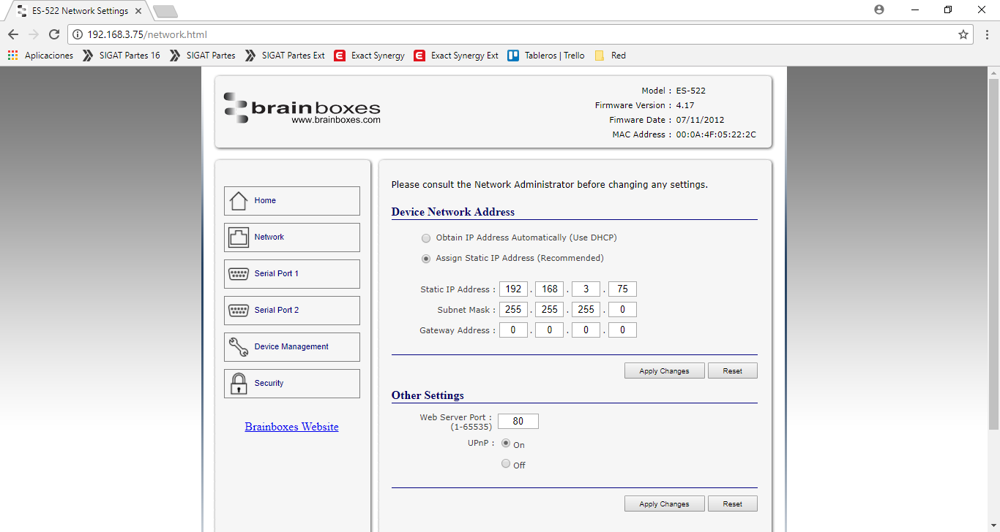 ES-522 Network Settings
192.168.3.75/network.html
Aplicaciones SIGAT Partes 16 SIGAT Partes SIGAT Partes Ext Exact Synergy Exact Synergy Ext Tableros | Trello Red
brainboxes
www.brainboxes.com
Model : ES-522
Firmware Version : 4.17
Fimware Date : 07/11/2012
MAC Address : 00:0A:4F:05:22:2C
Home
Network
Serial Port 1
Serial Port 2
Device Management
Security
Brainboxes Website
Please consult the Network Administrator before changing any settings.
Device Network Address
Obtain IP Address Automatically (Use DHCP)
Assign Static IP Address (Recommended)
Static IP Address : 192 . 168 . 3 . 75
Subnet Mask : 255 . 255 . 255 . 0
Gateway Address : 0 . 0 . 0 . 0
Apply Changes Reset
Other Settings
Web Server Port : 80
(1-65535)
UPnP : On
Off
Apply Changes Reset